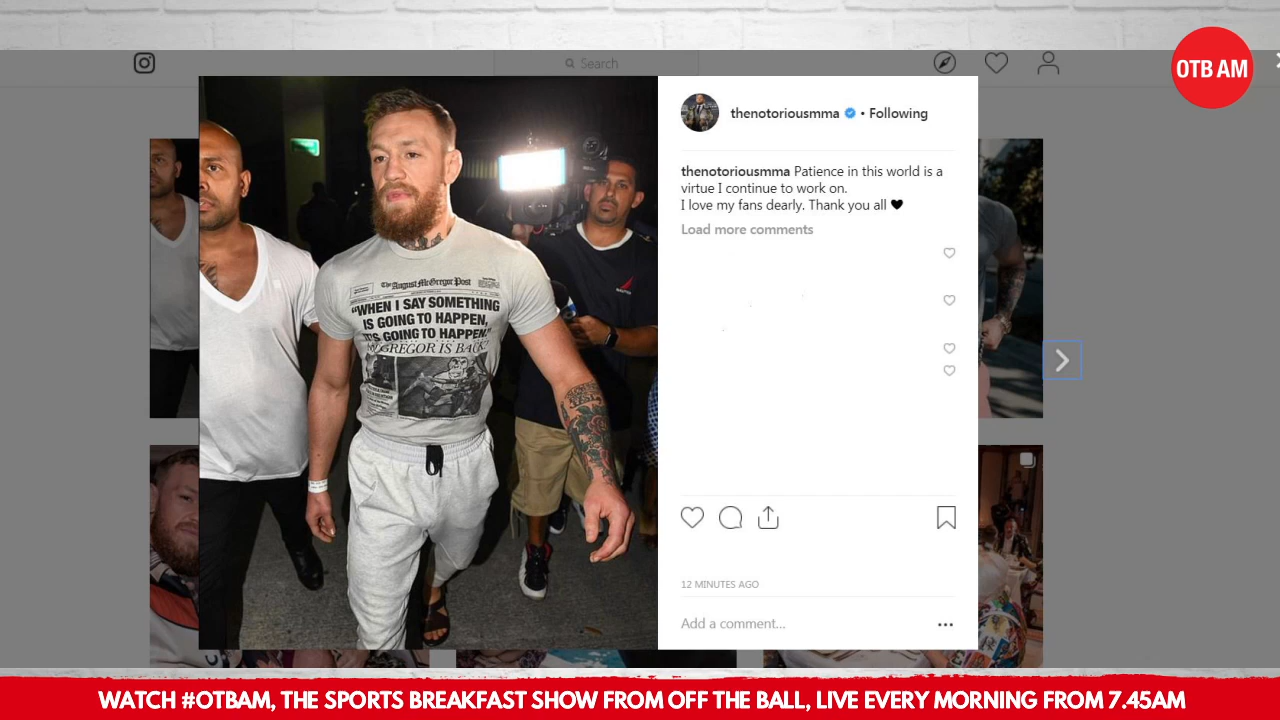 Search
OTB AM
thenotoriousmma • Following
thenotoriousmma Patience in this world is a
virtue I continue to work on.
I love my fans dearly. Thank you all 🖤
Load more comments
The August McGregor Post
“WHEN I SAY SOMETHING
IS GOING TO HAPPEN,
IT'S GOING TO HAPPEN.”
MCGREGOR IS BACK!
12 MINUTES AGO
Add a comment...
WATCH #OTBAM, THE SPORTS BREAKFAST SHOW FROM OFF THE BALL, LIVE EVERY MORNING FROM 7.45AM